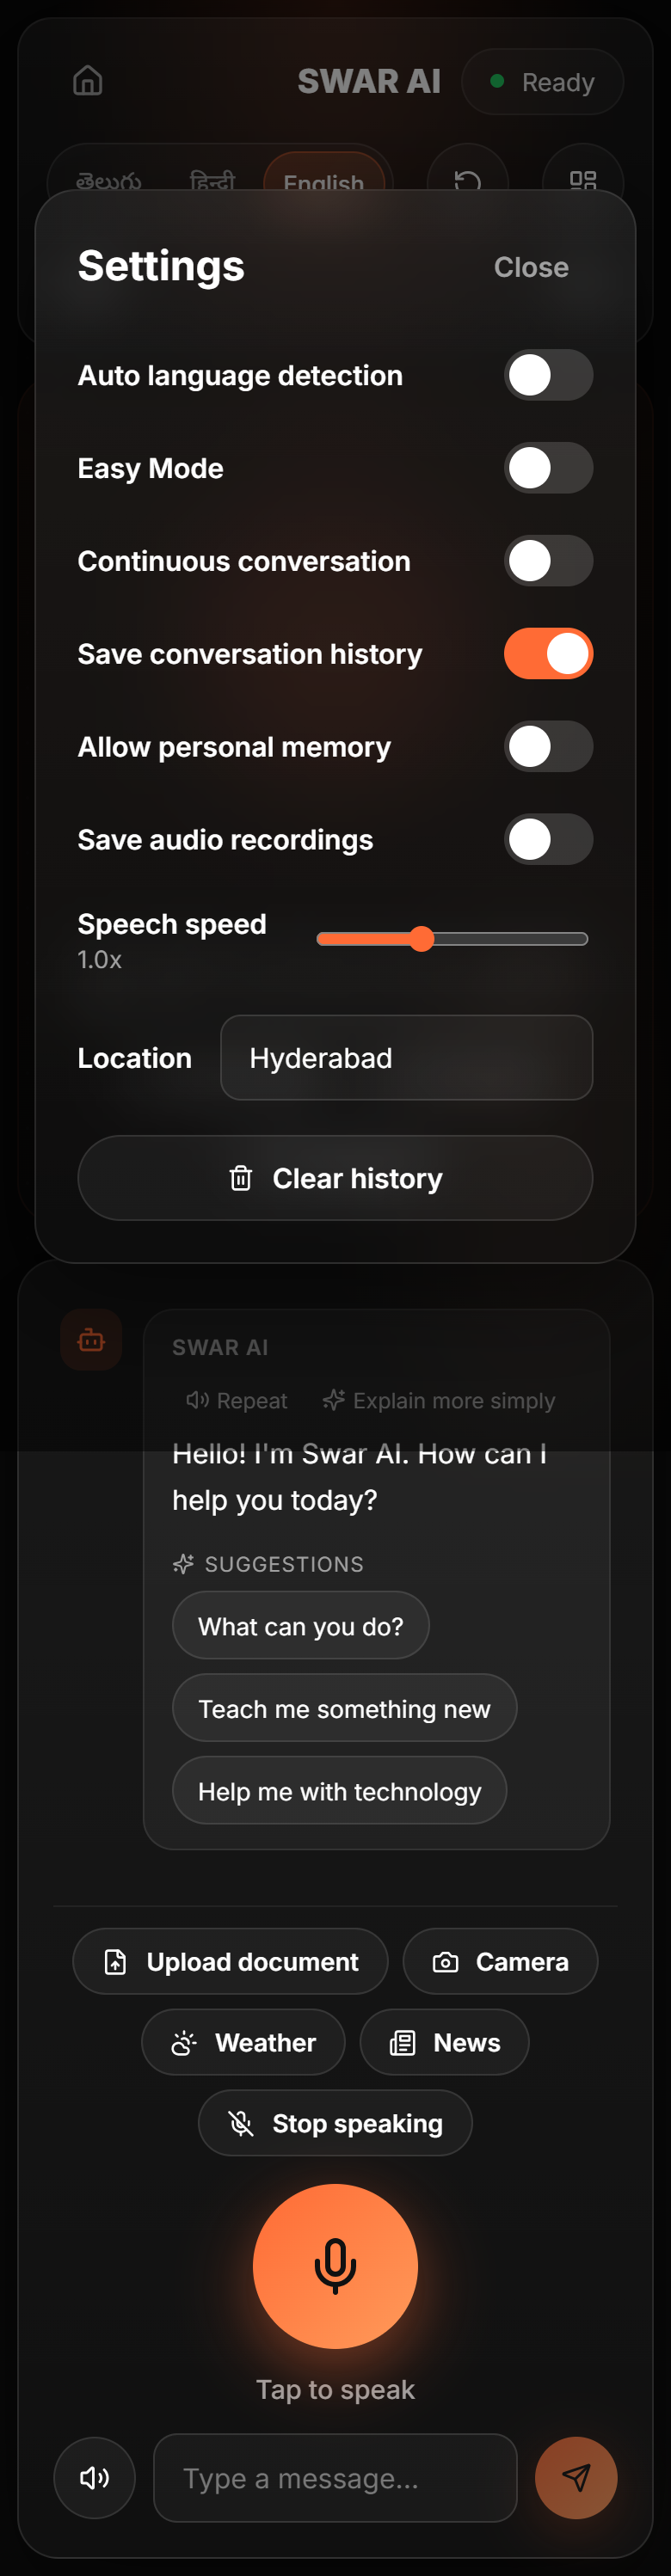 SWAR AI
Ready
తెలుగు
हिन्दी
English
Settings
Close
Auto language detection
Easy Mode
Continuous conversation
Save conversation history
Allow personal memory
Save audio recordings
Speech speed
1.0x
Location
Hyderabad
Clear history
SWAR AI
Repeat
Explain more simply
Hello! I'm Swar AI. How can I
help you today?
SUGGESTIONS
What can you do?
Teach me something new
Help me with technology
Upload document
Camera
Weather
News
Stop speaking
Tap to speak
Type a message...